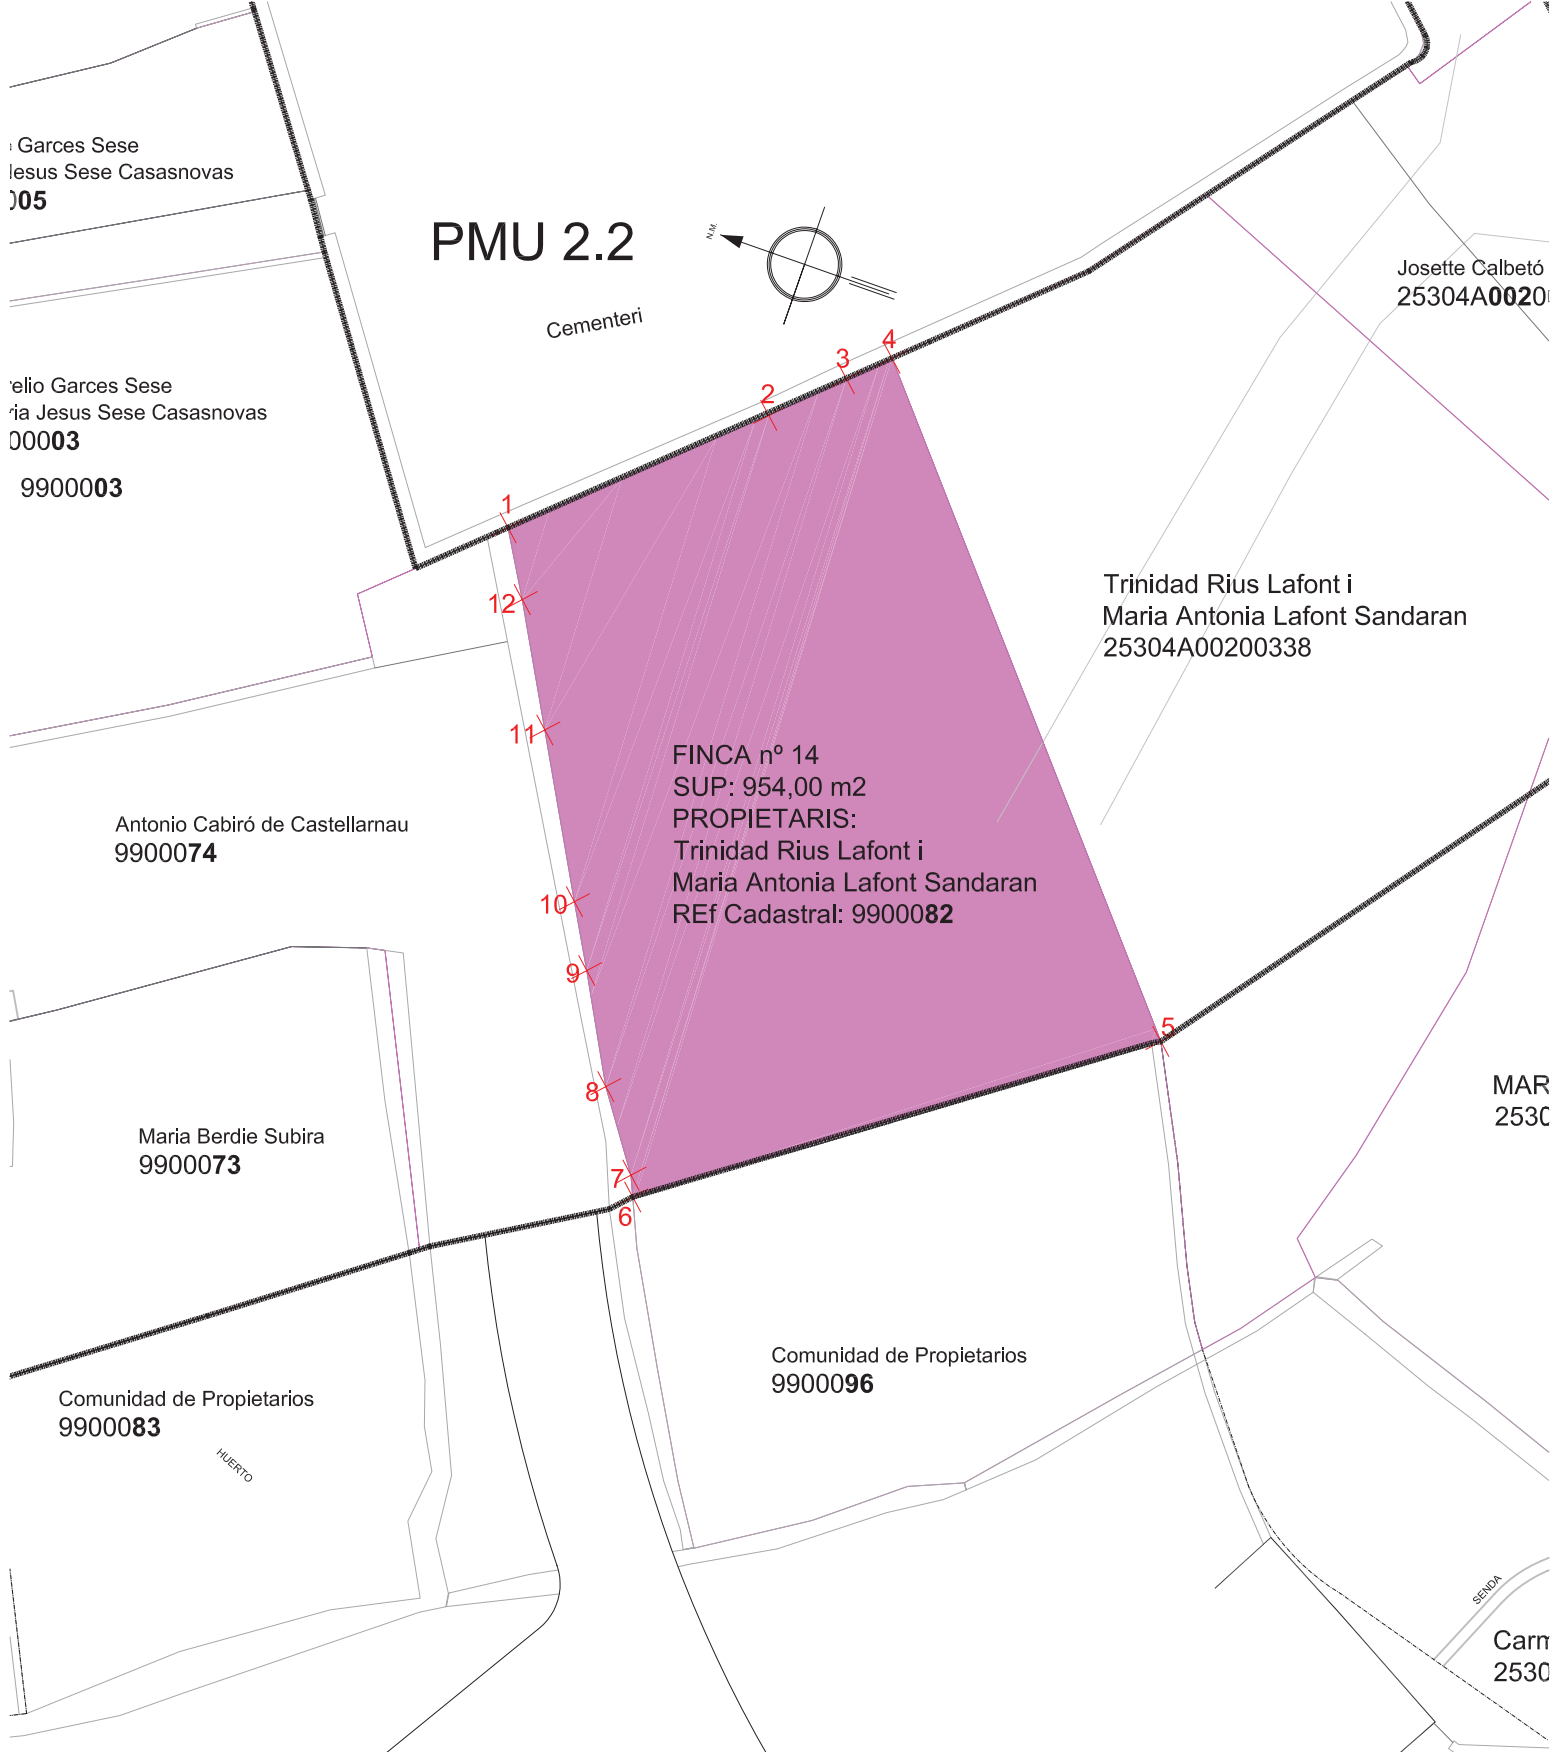 Garces Sese
Jesus Sese Casasnovas
005
PMU 2.2
N.M.
Cementeri
Josette Calbetó
25304A0020
relio Garces Sese
ria Jesus Sese Casasnovas
00003
9900003
1
2
3
4
12
11
10
9
8
7
6
5
Trinidad Rius Lafont i
Maria Antonia Lafont Sandaran
25304A00200338
FINCA nº 14
SUP: 954,00 m2
PROPIETARIS:
Trinidad Rius Lafont i
Maria Antonia Lafont Sandaran
REf Cadastral: 9900082
Antonio Cabiró de Castellarnau
9900074
Maria Berdie Subira
9900073
MAR
2530
Comunidad de Propietarios
9900096
Comunidad de Propietarios
9900083
HUERTO
SENDA
Carm
2530